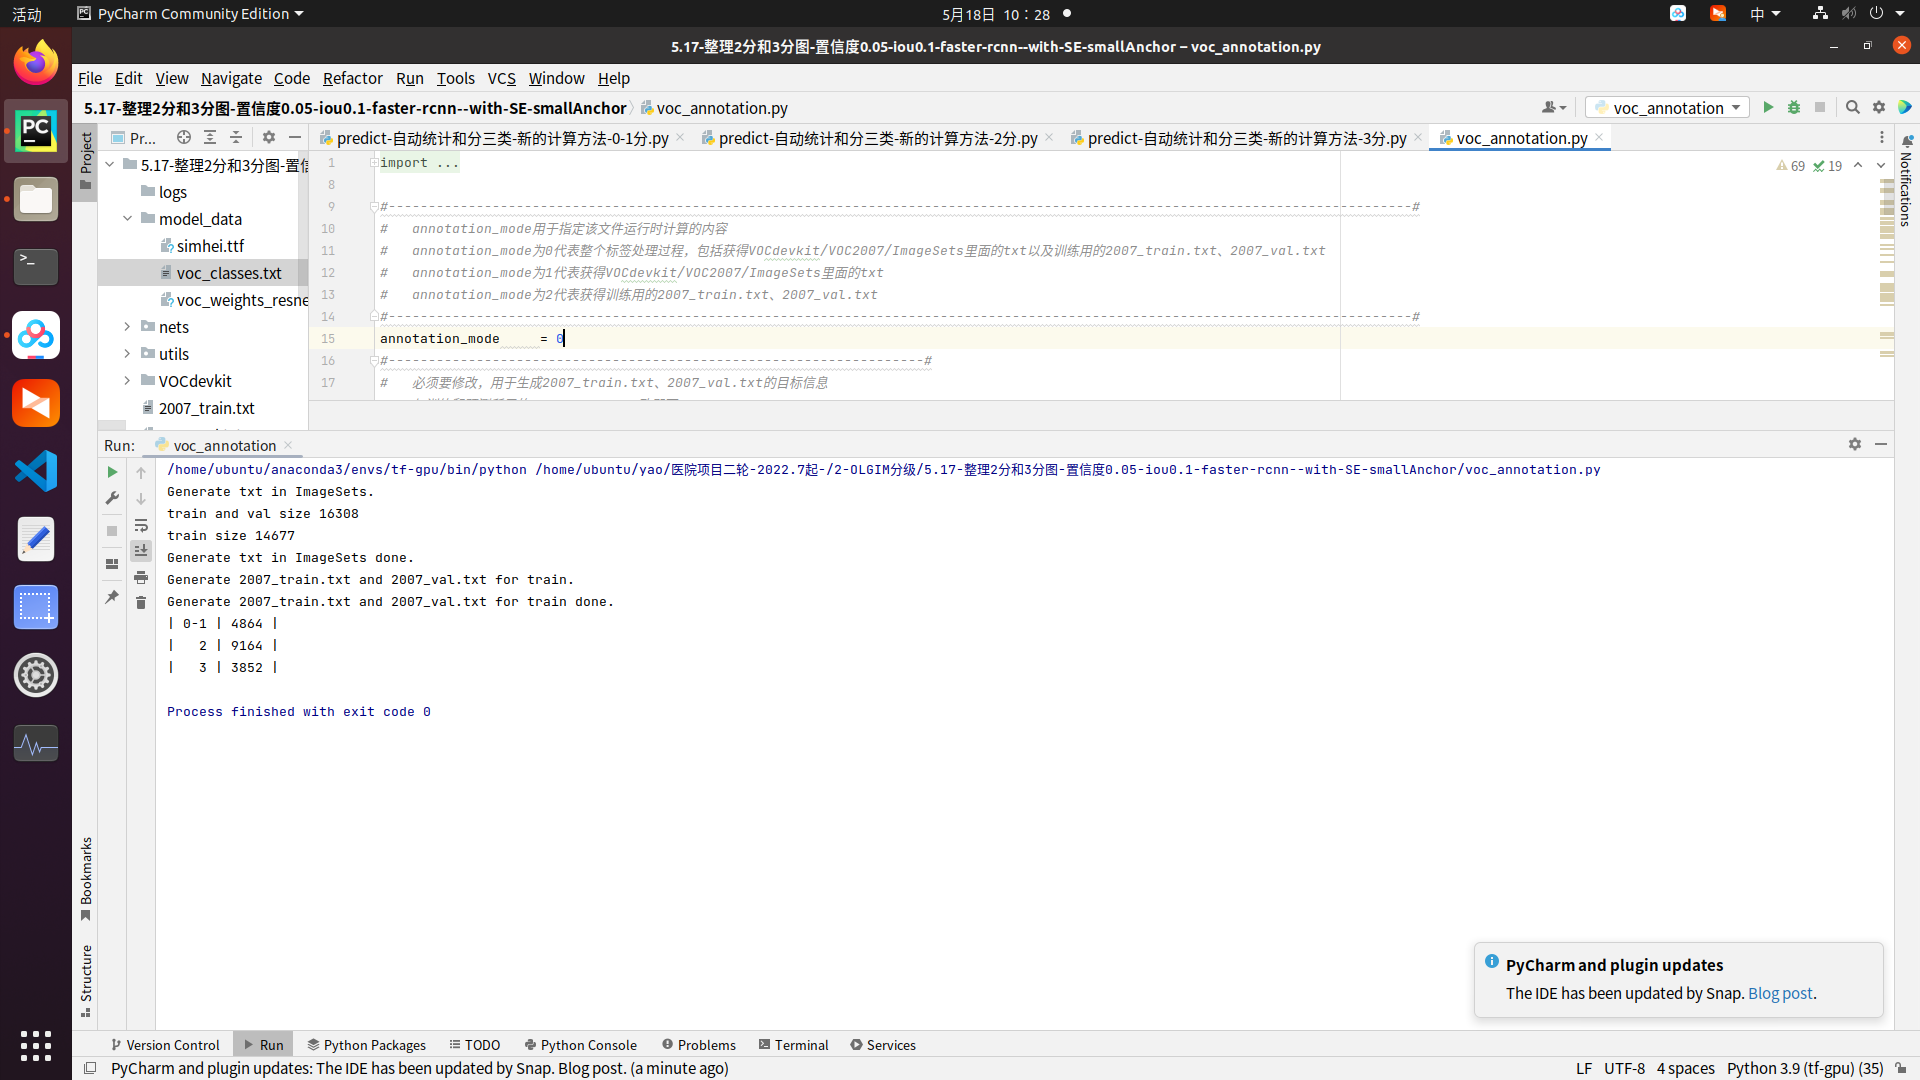 活动 PyCharm Community Edition 5月18日 10：28 中
5.17-整理2分和3分图-置信度0.05-iou0.1-faster-rcnn--with-SE-smallAnchor – voc_annotation.py
File Edit View Navigate Code Refactor Run Tools VCS Window Help
5.17-整理2分和3分图-置信度0.05-iou0.1-faster-rcnn--with-SE-smallAnchor voc_annotation.py voc_annotation
Project
Pr...
predict-自动统计和分三类-新的计算方法-0-1分.py predict-自动统计和分三类-新的计算方法-2分.py predict-自动统计和分三类-新的计算方法-3分.py voc_annotation.py
Notifications
5.17-整理2分和3分图-置信
logs
model_data
simhei.ttf
voc_classes.txt
voc_weights_resne
nets
utils
VOCdevkit
2007_train.txt
69 19
1 import ...
8
9 #--------------------------------------------------------------------------------------------------------------------------------#
10 #   annotation_mode用于指定该文件运行时计算的内容
11 #   annotation_mode为0代表整个标签处理过程，包括获得VOCdevkit/VOC2007/ImageSets里面的txt以及训练用的2007_train.txt、2007_val.txt
12 #   annotation_mode为1代表获得VOCdevkit/VOC2007/ImageSets里面的txt
13 #   annotation_mode为2代表获得训练用的2007_train.txt、2007_val.txt
14 #--------------------------------------------------------------------------------------------------------------------------------#
15 annotation_mode     = 0
16 #-------------------------------------------------------------------#
17 #   必须要修改，用于生成2007_train.txt、2007_val.txt的目标信息
Run: voc_annotation
/home/ubuntu/anaconda3/envs/tf-gpu/bin/python /home/ubuntu/yao/医院项目二轮-2022.7起-/2-OLGIM分级/5.17-整理2分和3分图-置信度0.05-iou0.1-faster-rcnn--with-SE-smallAnchor/voc_annotation.py
Generate txt in ImageSets.
train and val size 16308
train size 14677
Generate txt in ImageSets done.
Generate 2007_train.txt and 2007_val.txt for train.
Generate 2007_train.txt and 2007_val.txt for train done.
| 0-1 | 4864 |
|   2 | 9164 |
|   3 | 3852 |
Process finished with exit code 0
Bookmarks
Structure
PyCharm and plugin updates
The IDE has been updated by Snap. Blog post.
Version Control Run Python Packages TODO Python Console Problems Terminal Services
PyCharm and plugin updates: The IDE has been updated by Snap. Blog post. (a minute ago) LF UTF-8 4 spaces Python 3.9 (tf-gpu) (35)